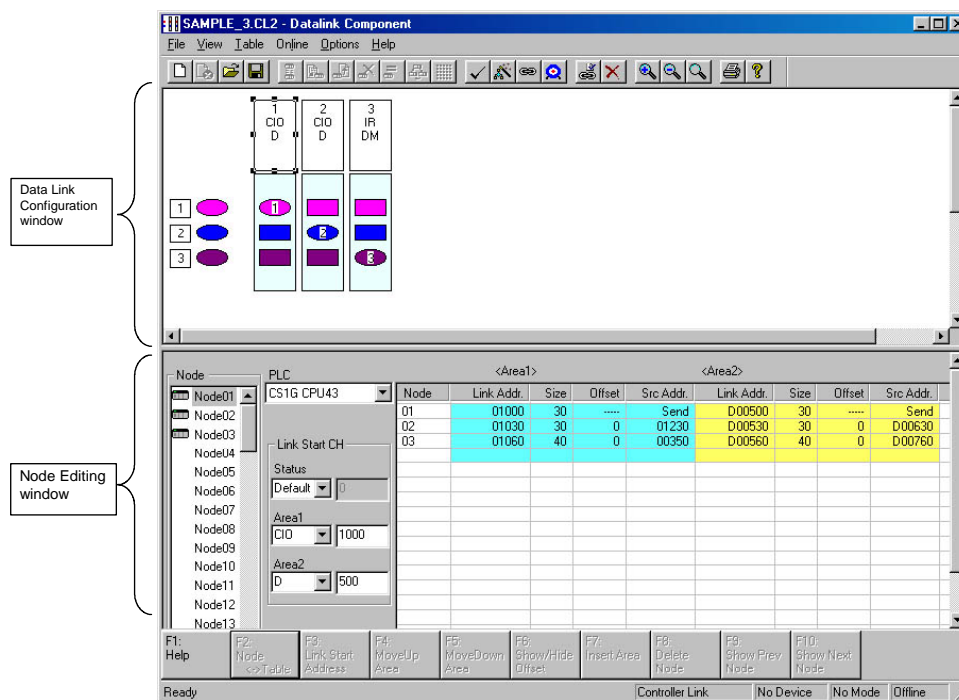 SAMPLE_3.CL2 - Datalink Component
File View Table Online Options Help
Data Link
Configuration
window
1 2 3
CIO CIO IR
D D DM
1 1
2 2
3 3
Node Editing
window
Node
Node01
Node02
Node03
Node04
Node05
Node06
Node07
Node08
Node09
Node10
Node11
Node12
Node13
PLC
CS1G CPU43
Link Start CH
Status
Default 0
Area1
CIO 1000
Area2
D 500
<Area1> <Area2>
Node Link Addr. Size Offset Src Addr. Link Addr. Size Offset Src Addr.
01 01000 30 ----- Send D00500 30 ----- Send
02 01030 30 0 01230 D00530 30 0 D00630
03 01060 40 0 00350 D00560 40 0 D00760
F1:
Help
F2:
Node
<->Table
F3:
Link Start
Address
F4:
MoveUp
Area
F5:
MoveDown
Area
F6:
Show/Hide
Offset
F7:
Insert Area
F8:
Delete
Node
F9:
Show Prev
Node
F10:
Show Next
Node
Ready Controller Link No Device No Mode Offline